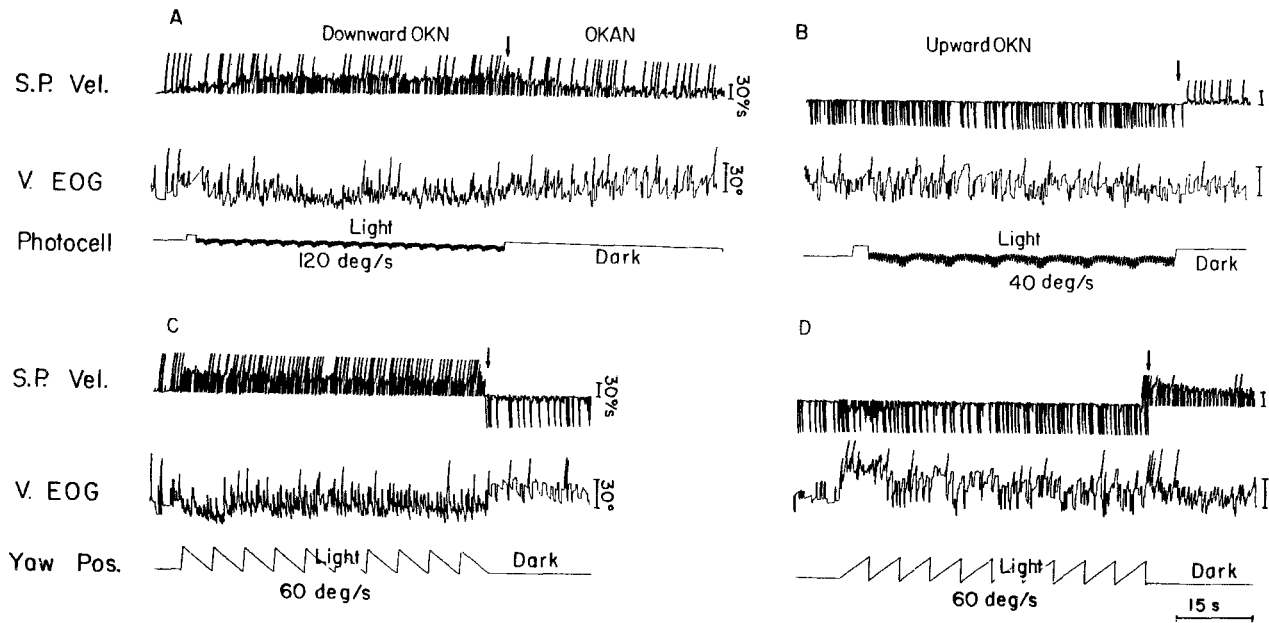 A
Downward OKN
OKAN
S.P. Vel.
30°/s
V. EOG
30°
Photocell
Light
120 deg/s
Dark
B
Upward OKN
Light
40 deg/s
Dark
C
S.P. Vel.
30°/s
V. EOG
30°
Yaw Pos.
Light
60 deg/s
Dark
D
Light
60 deg/s
Dark
15 s